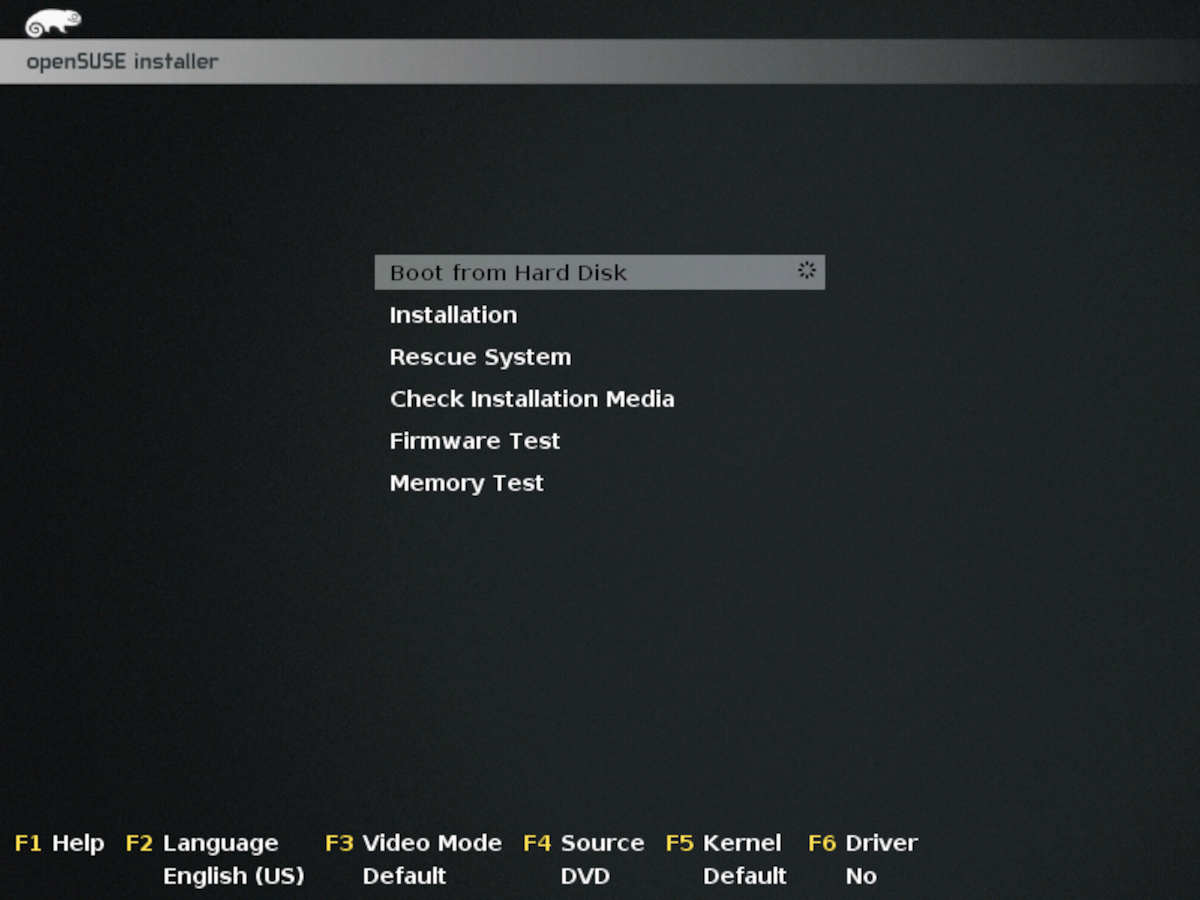 openSUSE installer
Boot from Hard Disk
Installation
Rescue System
Check Installation Media
Firmware Test
Memory Test
F1 Help F2 Language F3 Video Mode F4 Source F5 Kernel F6 Driver
English (US) Default DVD Default No